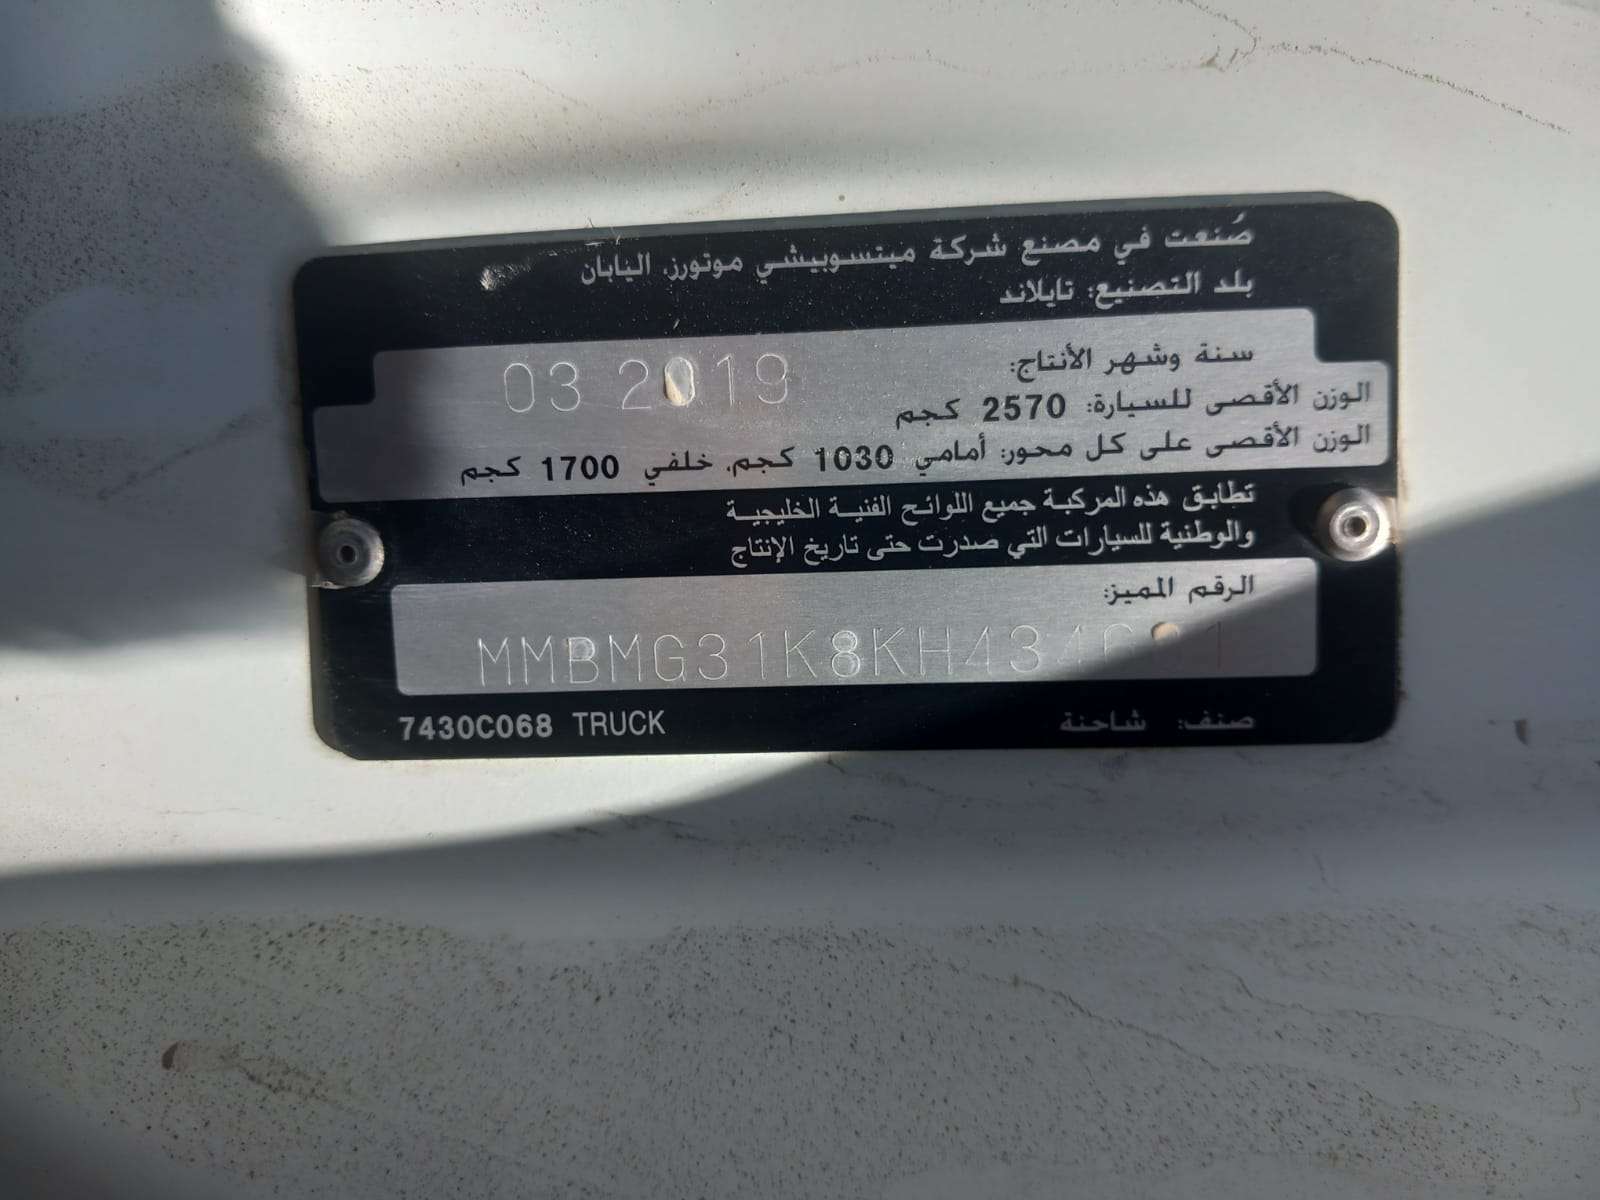 صُنعت في مصنع شركة ميتسوبيشي موتورز، اليابان
بلد التصنيع: تايلاند
سنة وشهر الأنتاج: 03 2019
الوزن الأقصى للسيارة: 2570 كجم
الوزن الأقصى على كل محور: أمامي 1030 كجم، خلفي 1700 كجم
تطابق هذه المركبة جميع اللوائح الفنية الخليجية
والوطنية للسيارات التي صدرت حتى تاريخ الإنتاج
الرقم المميز:
صنف: شاحنة 7430C068 TRUCK